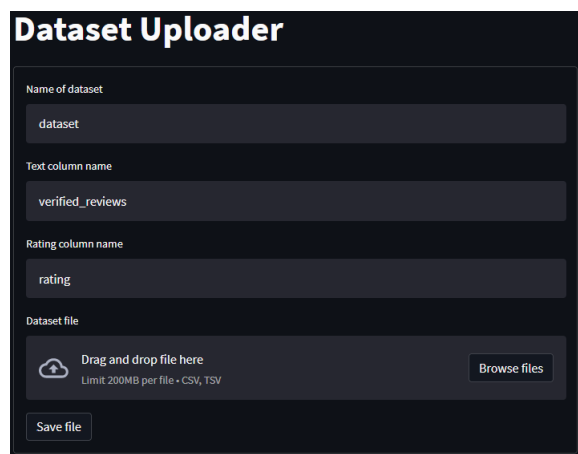 Dataset Uploader
Name of dataset
dataset
Text column name
verified_reviews
Rating column name
rating
Dataset file
Drag and drop file here
Limit 200MB per file • CSV, TSV
Browse files
Save file